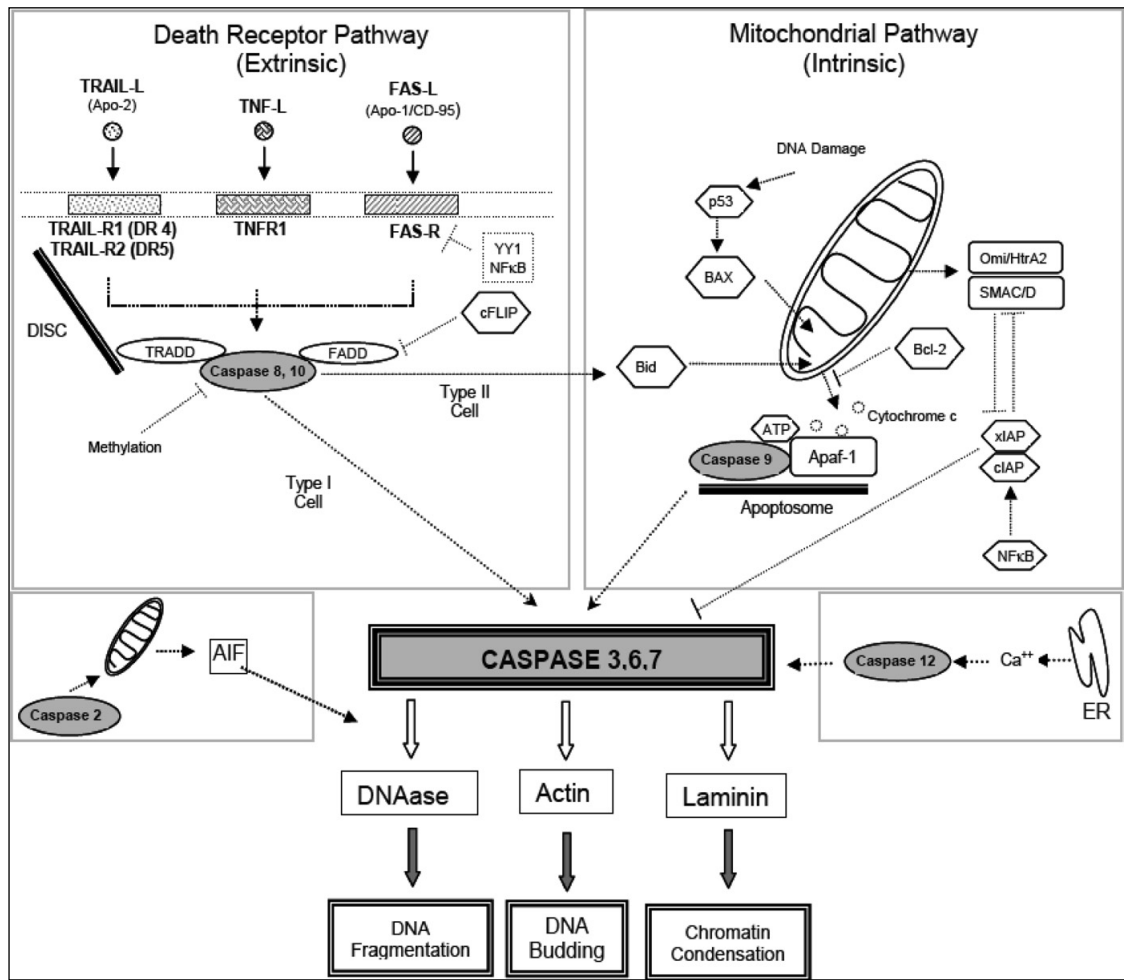 Death Receptor Pathway
(Extrinsic)
TRAIL-L
(Apo-2)
TNF-L
FAS-L
(Apo-1/CD-95)
TRAIL-R1 (DR 4)
TRAIL-R2 (DR5)
TNFR1
FAS-R
YY1
NFκB
cFLIP
DISC
TRADD
FADD
Caspase 8, 10
Type II
Cell
Methylation
Type I
Cell
Mitochondrial Pathway
(Intrinsic)
DNA Damage
p53
BAX
Omi/HtrA2
SMAC/D
Bcl-2
Bid
Cytochrome c
ATP
Caspase 9
Apaf-1
Apoptosome
xIAP
cIAP
NFκB
AIF
Caspase 2
CASPASE 3,6,7
Caspase 12
Ca++
ER
DNAase
Actin
Laminin
DNA
Fragmentation
DNA
Budding
Chromatin
Condensation